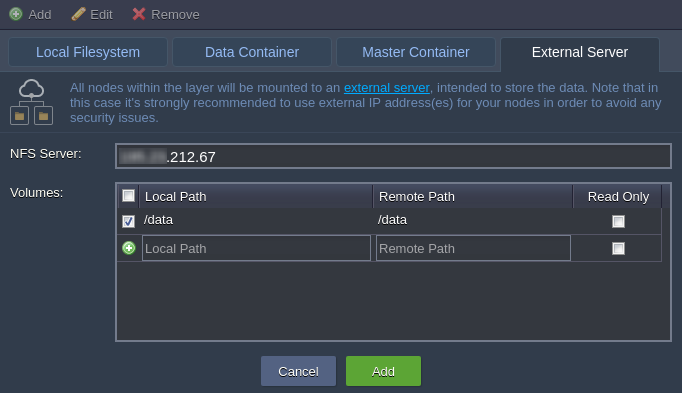 Add Edit Remove
Local Filesystem Data Container Master Container External Server
All nodes within the layer will be mounted to an external server, intended to store the data. Note that in
this case it's strongly recommended to use external IP address(es) for your nodes in order to avoid any
security issues.
NFS Server: .212.67
Volumes: Local Path Remote Path Read Only
/data /data
Local Path Remote Path
Cancel Add